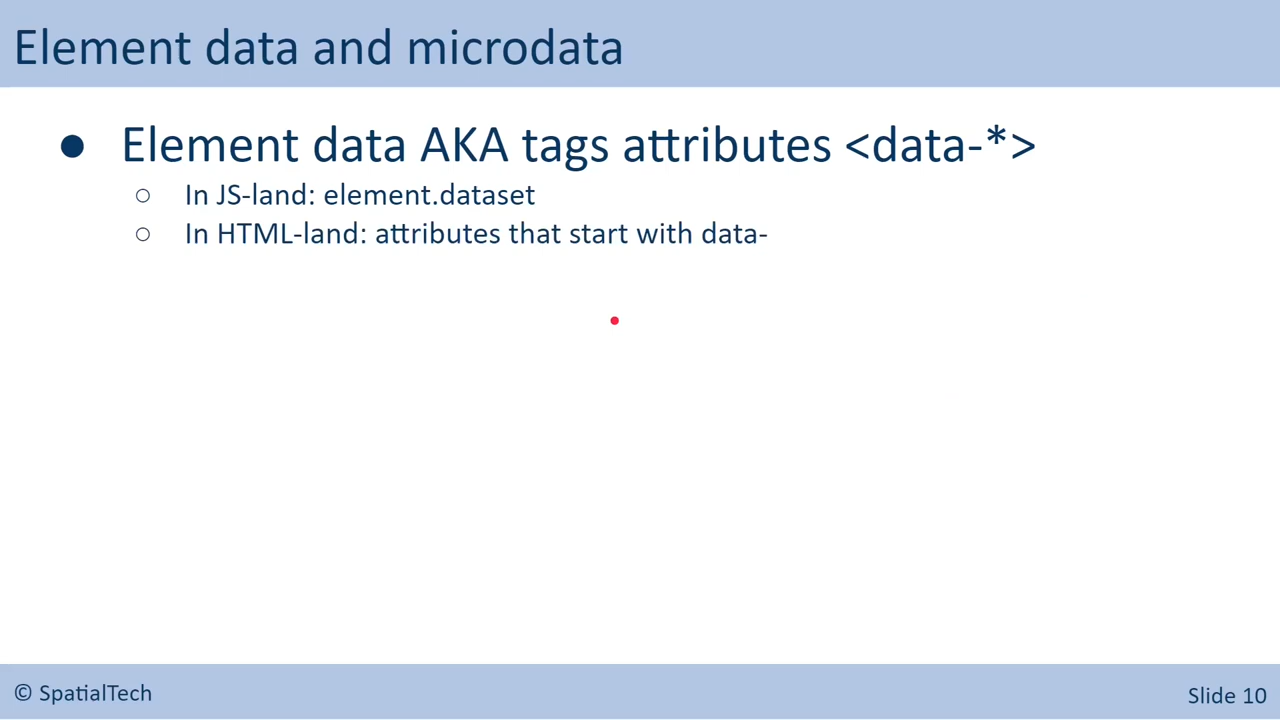 Element data and microdata
● Element data AKA tags attributes <data-*>
○ In JS-land: element.dataset
○ In HTML-land: attributes that start with data-
© SpatialTech
Slide 10